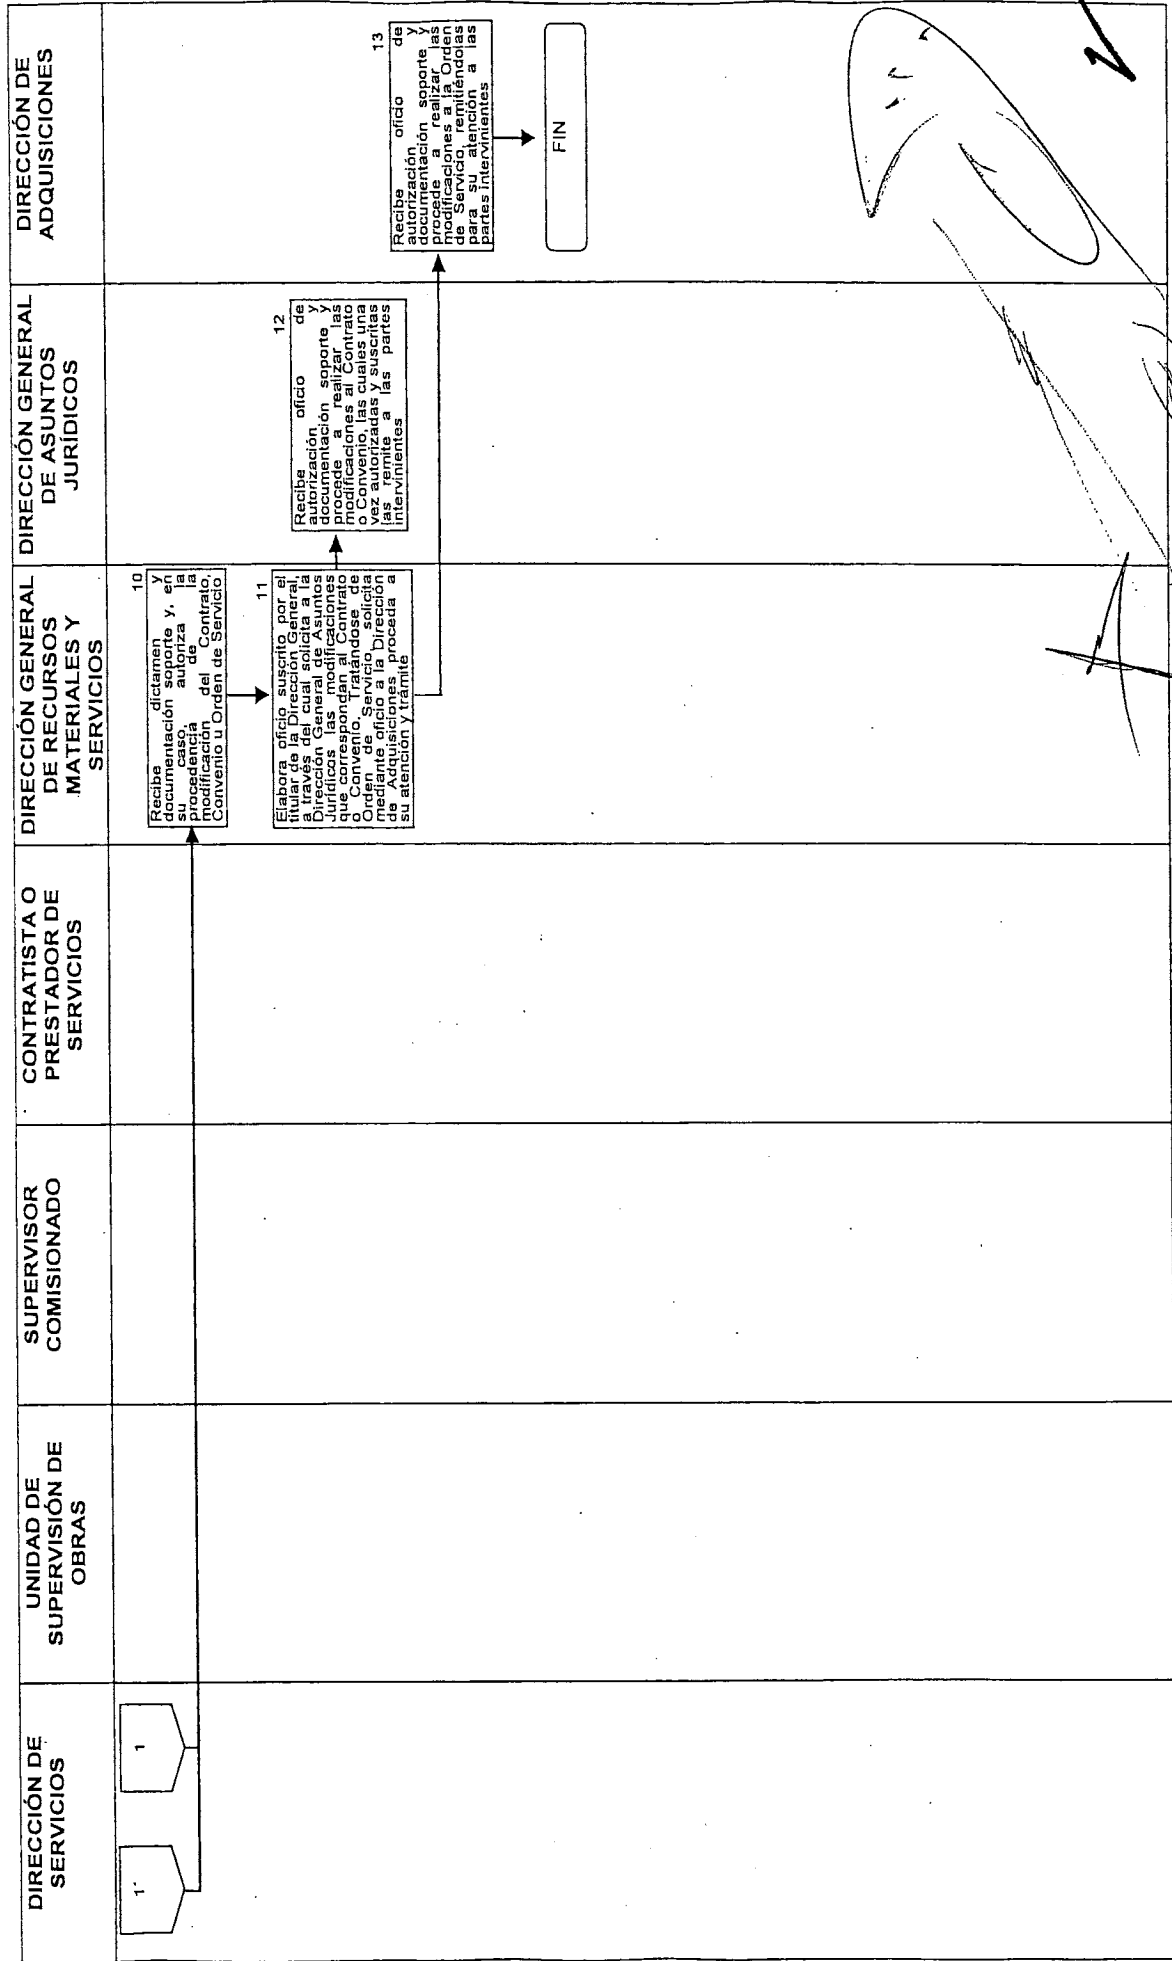 DIRECCIÓN DE
SERVICIOS
UNIDAD DE
SUPERVISIÓN DE
OBRAS
SUPERVISOR
COMISIONADO
CONTRATISTA O
PRESTADOR DE
SERVICIOS
DIRECCIÓN GENERAL
DE RECURSOS
MATERIALES Y
SERVICIOS
DIRECCIÓN GENERAL
DE ASUNTOS
JURÍDICOS
DIRECCIÓN DE
ADQUISICIONES
1´
1
10
Recibe dictamen y
documentación soporte y, en
su caso, autoriza la
procedencia de la
modificación del Contrato,
Convenio u Orden de Servicio
11
Elabora oficio suscrito por el
titular de la Dirección General,
a través del cual solicita a la
Dirección General de Asuntos
Jurídicos las modificaciones
que correspondan al Contrato
o Convenio. Tratándose de
Orden de Servicio solicita
mediante oficio a la Dirección
de Adquisiciones proceda a
su atención y trámite
12
Recibe oficio de
autorización y
documentación soporte y
procede a realizar las
modificaciones al Contrato
o Convenio, las cuales una
vez autorizadas y suscritas
las remite a las partes
intervinientes
13
Recibe oficio de
autorización y
documentación soporte y
procede a realizar las
modificaciones a la Orden
de Servicio, remitiéndolas
para su atención a las
partes intervinientes
FIN